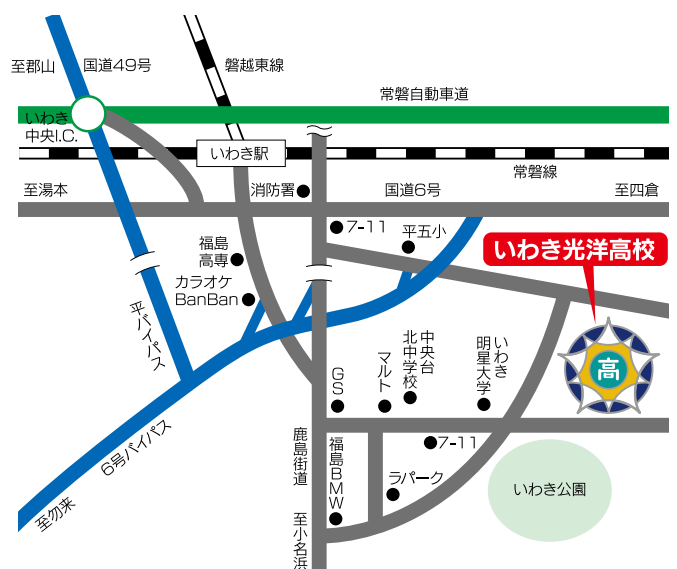 至郡山
国道49号
磐越東線
常磐自動車道
いわき
中央I.C.
いわき駅
常磐線
至湯本
消防署
国道6号
至四倉
7-11
平五小
福島
高専
いわき光洋高校
カラオケ
BanBan
平バイパス
高
GS
マルト
中央台
北中学校
いわき
明星大学
6号バイパス
鹿島街道
福島BMW
7-11
ラパーク
いわき公園
至勿来
至小名浜